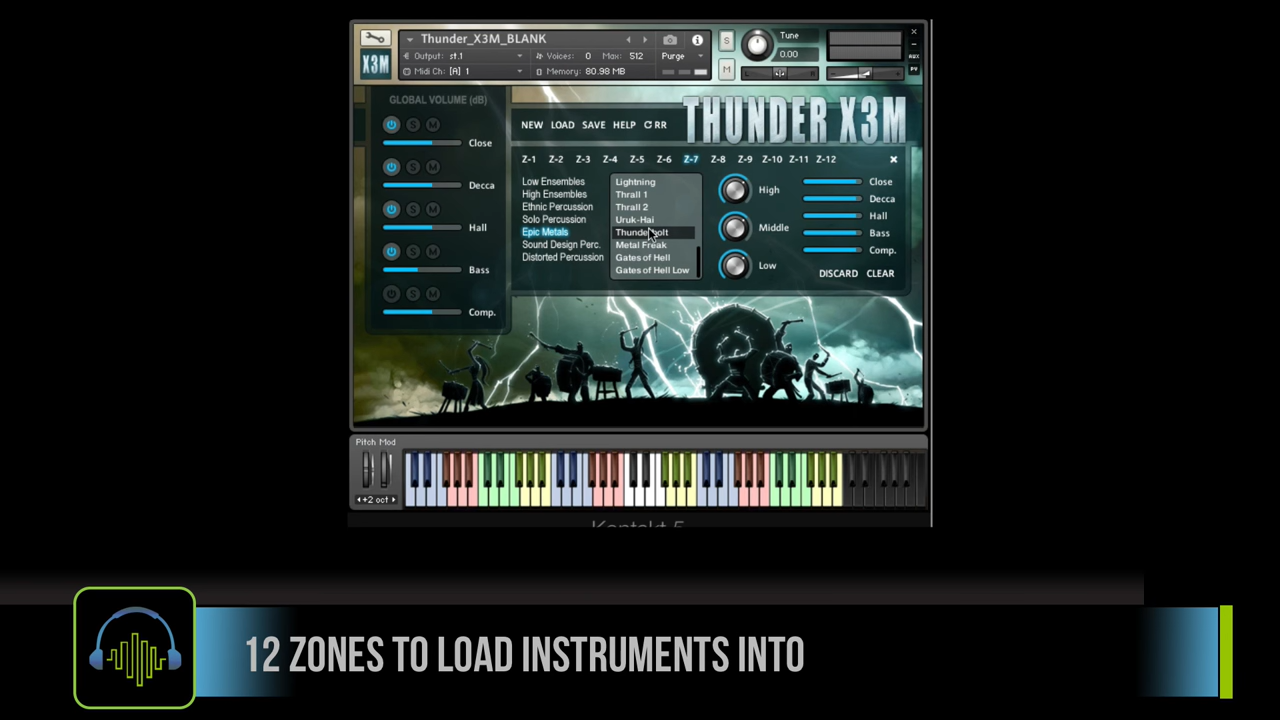 Thunder_X3M_BLANK
Output: st.1
Voices: 0 Max: 512
Purge
Midi Ch: [A] 1
Memory: 80.98 MB
X3M
S
M
Tune
0.00
AUX
PV
GLOBAL VOLUME (dB)
S M
Close
S M
Decca
S M
Hall
S M
Bass
S M
Comp.
NEW LOAD SAVE HELP RR
THUNDER X3M
Z-1 Z-2 Z-3 Z-4 Z-5 Z-6 Z-7 Z-8 Z-9 Z-10 Z-11 Z-12
Low Ensembles
High Ensembles
Ethnic Percussion
Solo Percussion
Epic Metals
Sound Design Perc.
Distorted Percussion
Lightning
Thrall 1
Thrall 2
Uruk-Hai
Thunderbolt
Metal Freak
Gates of Hell
Gates of Hell Low
High
Middle
Low
Close
Decca
Hall
Bass
Comp.
DISCARD CLEAR
Pitch Mod
+2 oct
Kontakt 5
12 ZONES TO LOAD INSTRUMENTS INTO